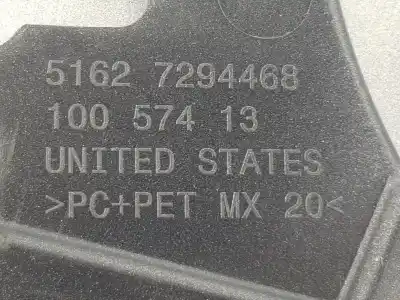 5162 7294468
100 574 13
UNITED STATES
>PC+PET MX 20<